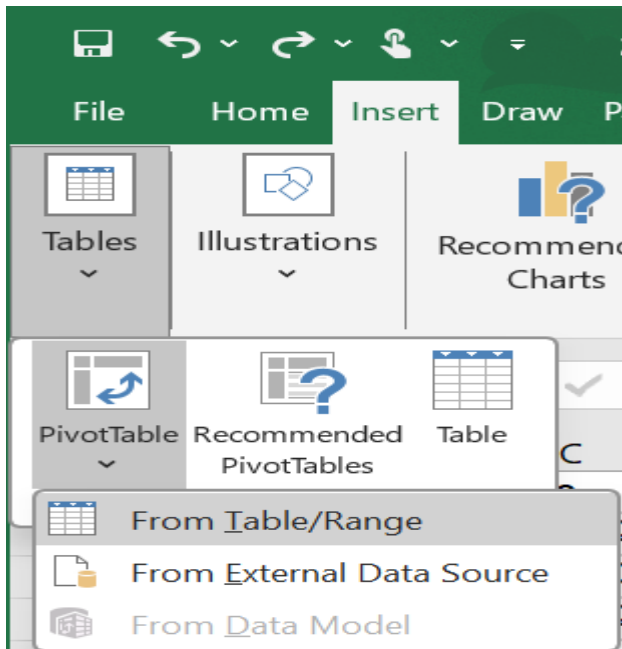 File Home Insert Draw P
Tables Illustrations Recommend
Charts
PivotTable Recommended Table
PivotTables
C
From Table/Range
From External Data Source
From Data Model